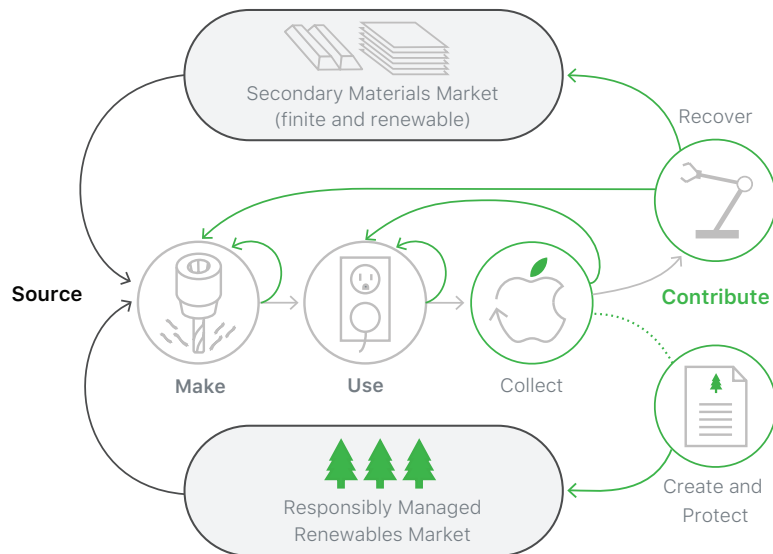 Secondary Materials Market
(finite and renewable)
Recover
Source
Contribute
Make
Use
Collect
Responsibly Managed
Renewables Market
Create and
Protect